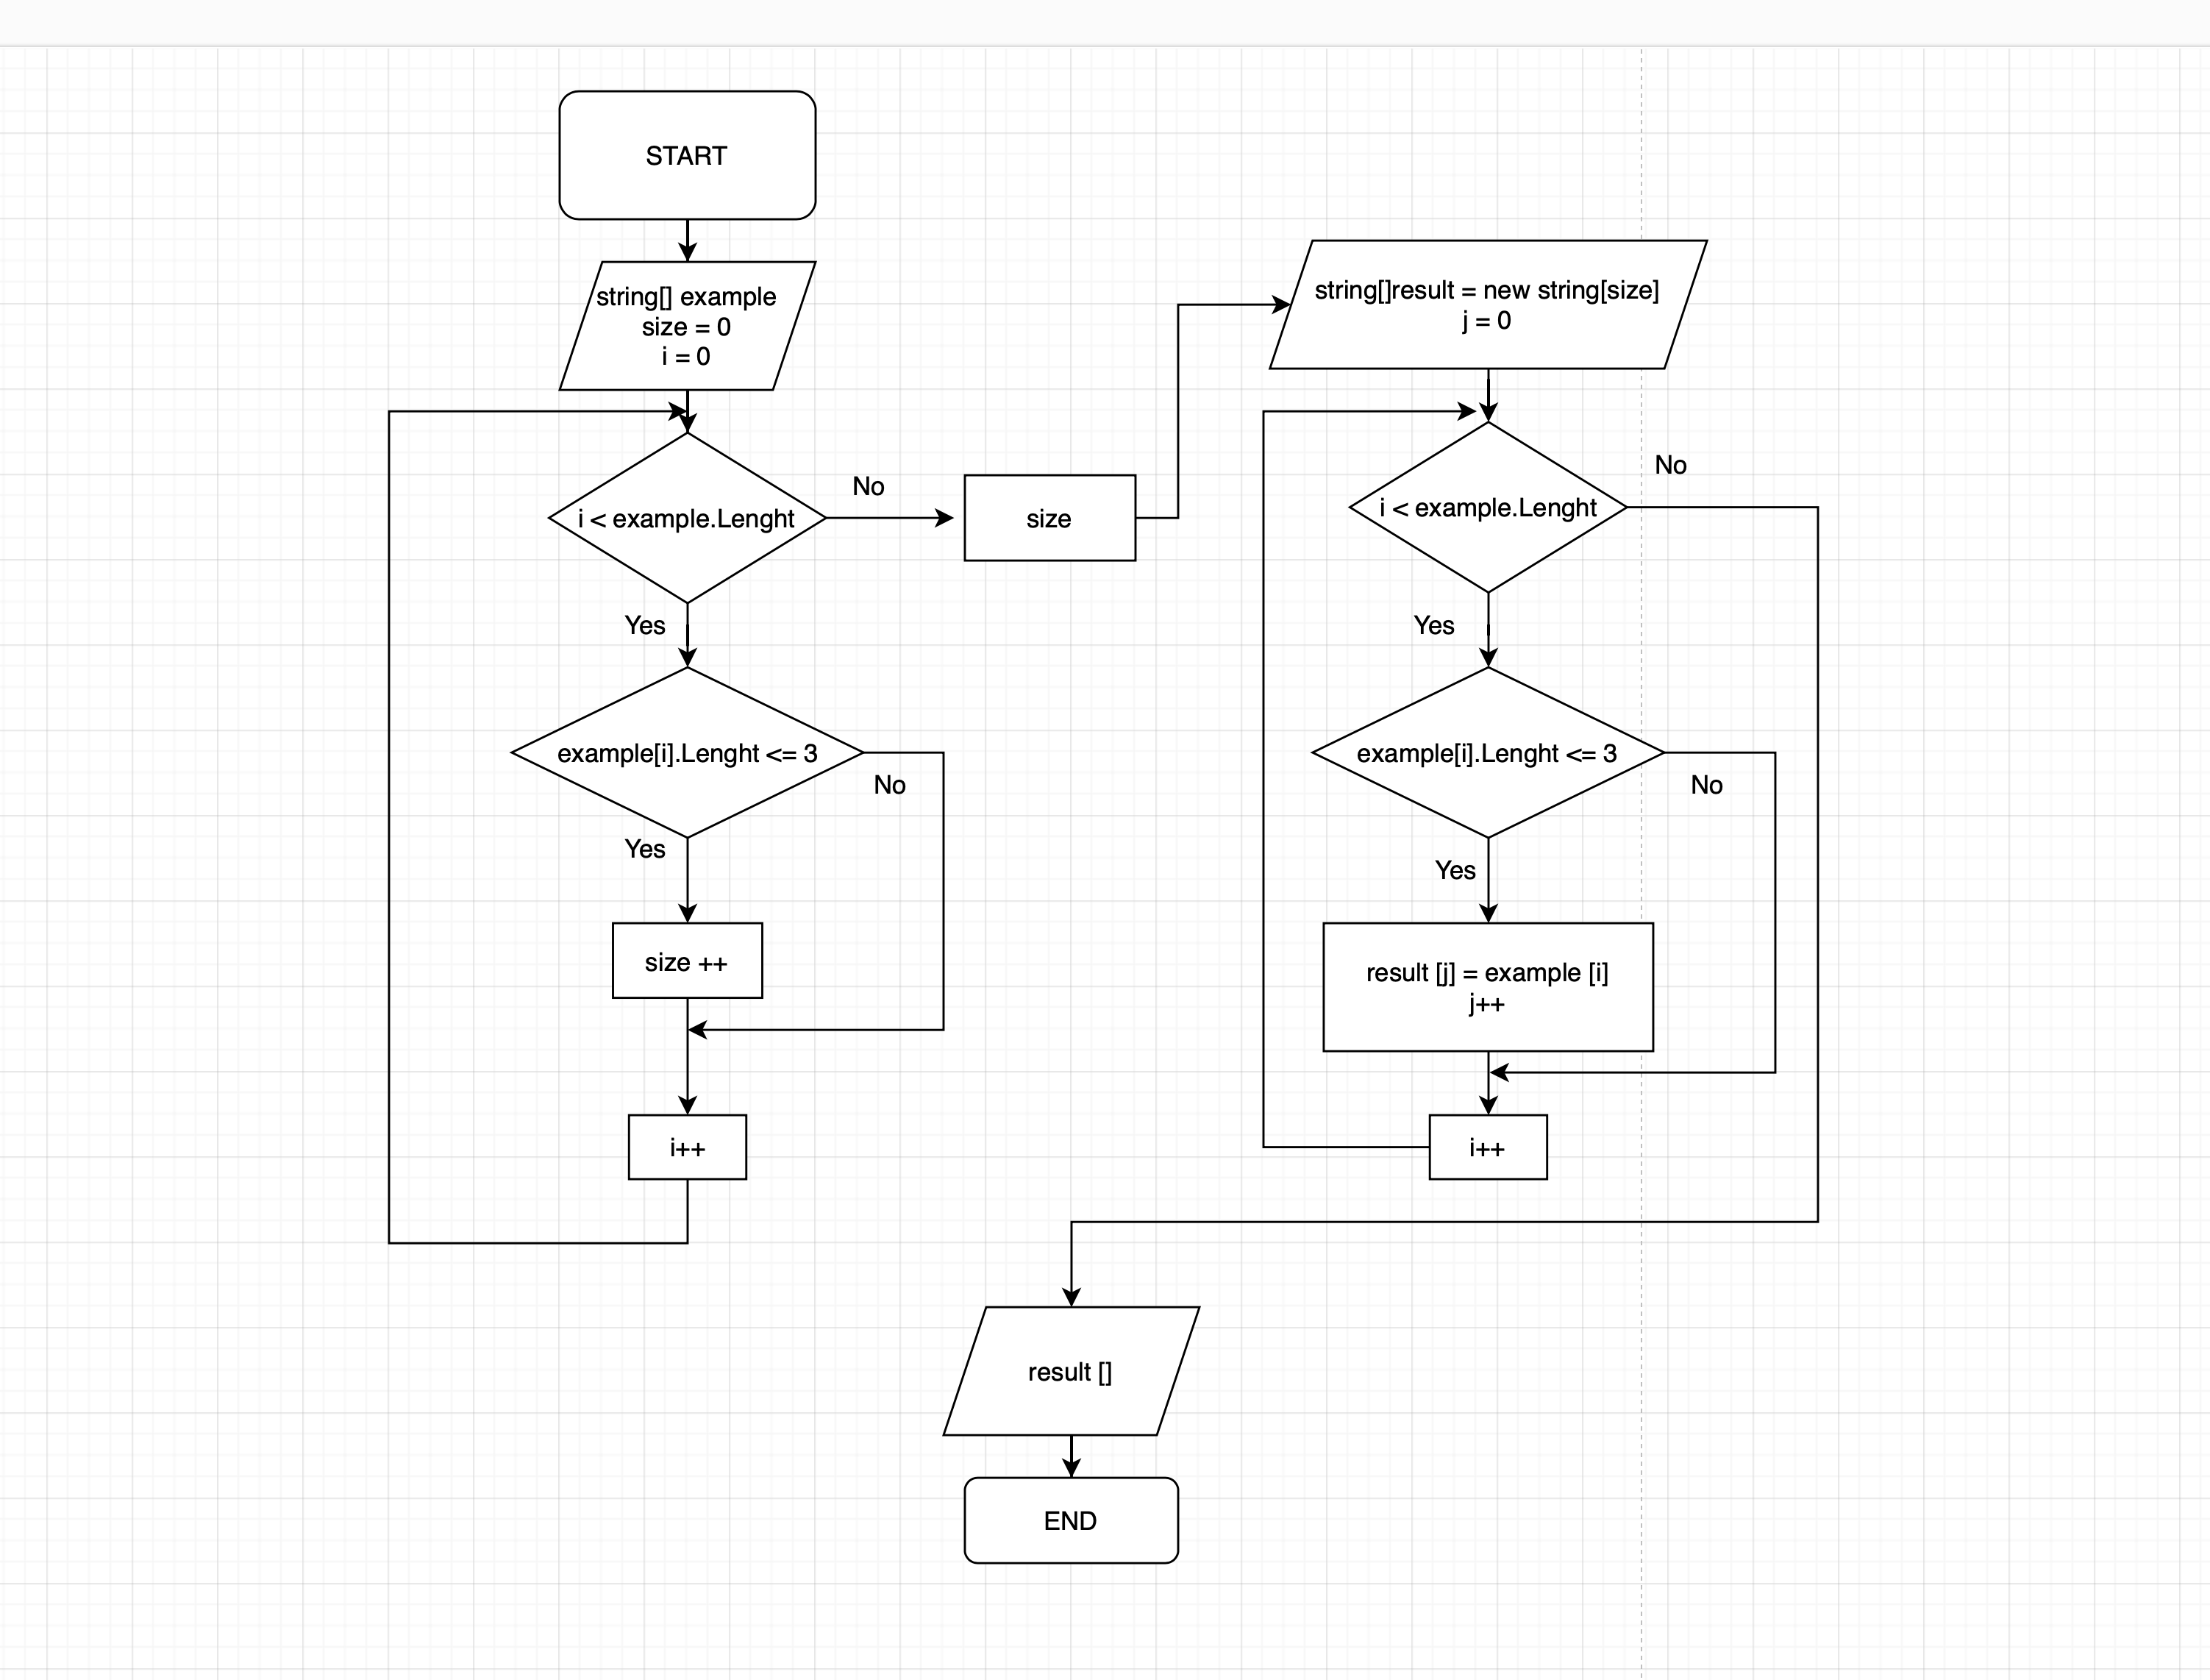 START
string[] example
size = 0
i = 0
i < example.Lenght
No
size
Yes
example[i].Lenght <= 3
No
Yes
size ++
i++
string[]result = new string[size]
j = 0
i < example.Lenght
No
Yes
example[i].Lenght <= 3
No
Yes
result [j] = example [i]
j++
i++
result []
END